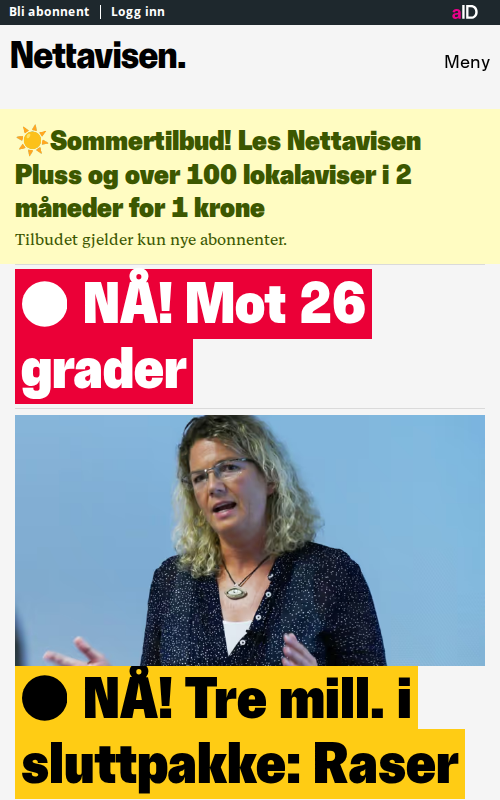 Bli abonnent | Logg inn
aID
Nettavisen.
Meny
☀️Sommertilbud! Les Nettavisen
Pluss og over 100 lokalaviser i 2
måneder for 1 krone
Tilbudet gjelder kun nye abonnenter.
NÅ! Mot 26
grader
NÅ! Tre mill. i
sluttpakke: Raser